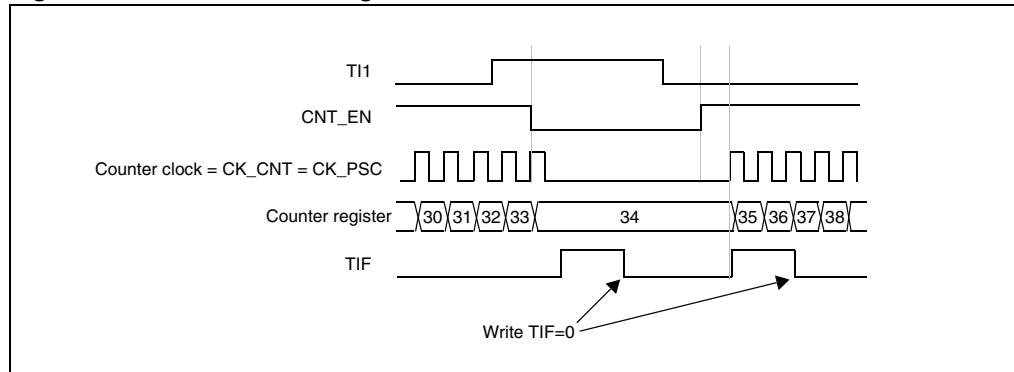 TI1
CNT_EN
Counter clock = CK_CNT = CK_PSC
Counter register 30 31 32 33 34 35 36 37 38
TIF
Write TIF=0